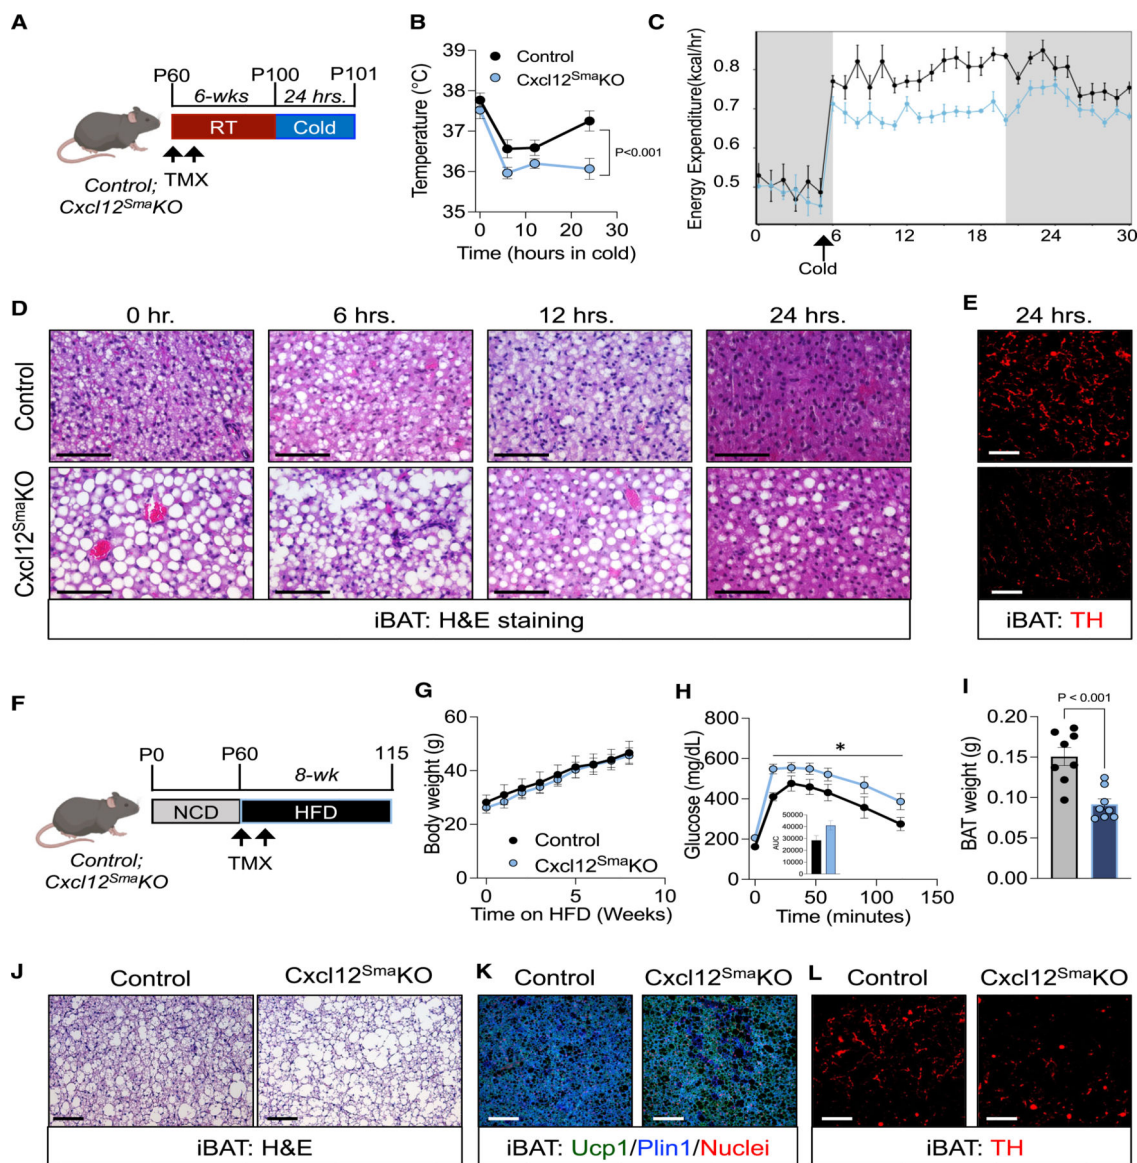 A
P60 P100 P101
6-wks 24 hrs.
RT Cold
TMX
Control;
Cxcl12SmaKO
B
Control
Cxcl12SmaKO
Temperature (°C)
39
38
37
36
35
P<0.001
0 10 20 30
Time (hours in cold)
C
Energy Expenditure(kcal/hr)
0.8
0.7
0.6
0.5
0 6 12 18 24 30
Cold
D
0 hr. 6 hrs. 12 hrs. 24 hrs.
Control
Cxcl12SmaKO
iBAT: H&E staining
E
24 hrs.
iBAT: TH
F
P0 P60 115
8-wk
NCD HFD
TMX
Control;
Cxcl12SmaKO
G
Body weight (g)
60
40
20
0
Control
Cxcl12SmaKO
0 5 10
Time on HFD (Weeks)
H
Glucose (mg/dL)
800
600
400
200
0
*
AUC
50000
40000
30000
20000
10000
0
0 50 100 150
Time (minutes)
I
P < 0.001
BAT weight (g)
0.20
0.15
0.10
0.05
0.00
J
Control Cxcl12SmaKO
iBAT: H&E
K
Control Cxcl12SmaKO
iBAT: Ucp1/Plin1/Nuclei
L
Control Cxcl12SmaKO
iBAT: TH